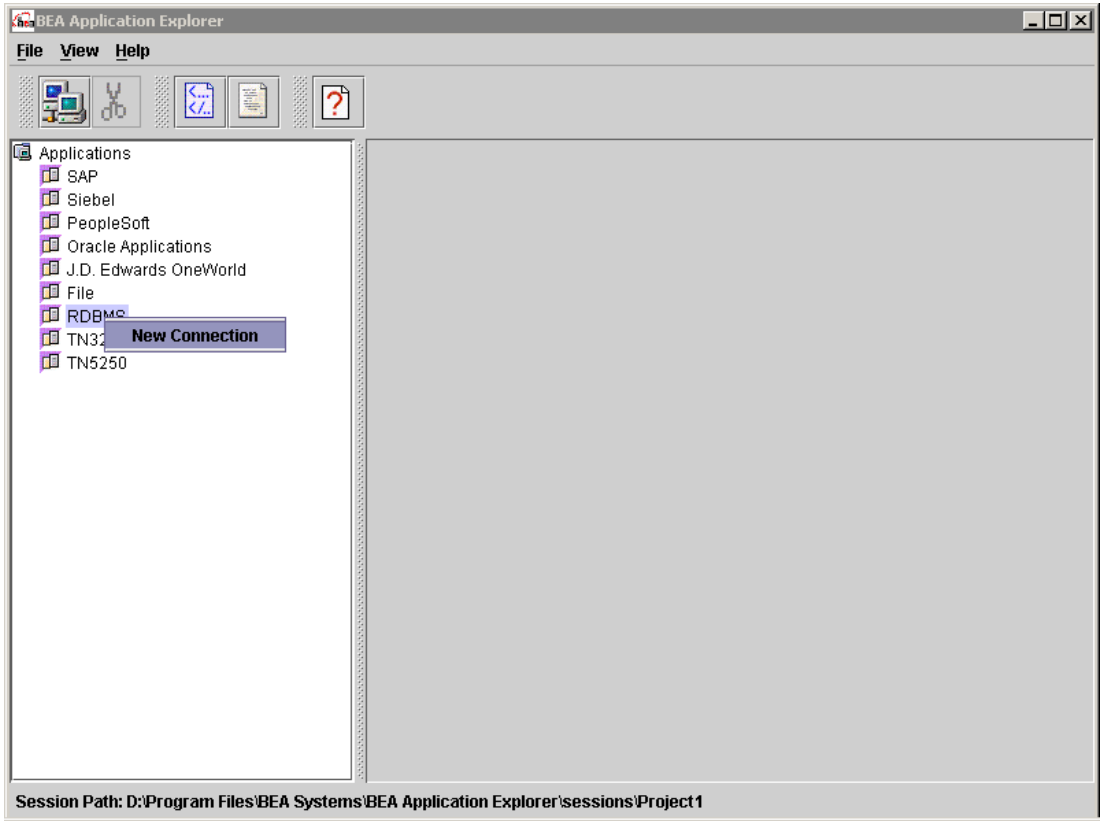 BEA Application Explorer
File View Help
Applications
SAP
Siebel
PeopleSoft
Oracle Applications
J.D. Edwards OneWorld
File
RDBMS
New Connection
TN5250
Session Path: D:\Program Files\BEA Systems\BEA Application Explorer\sessions\Project1